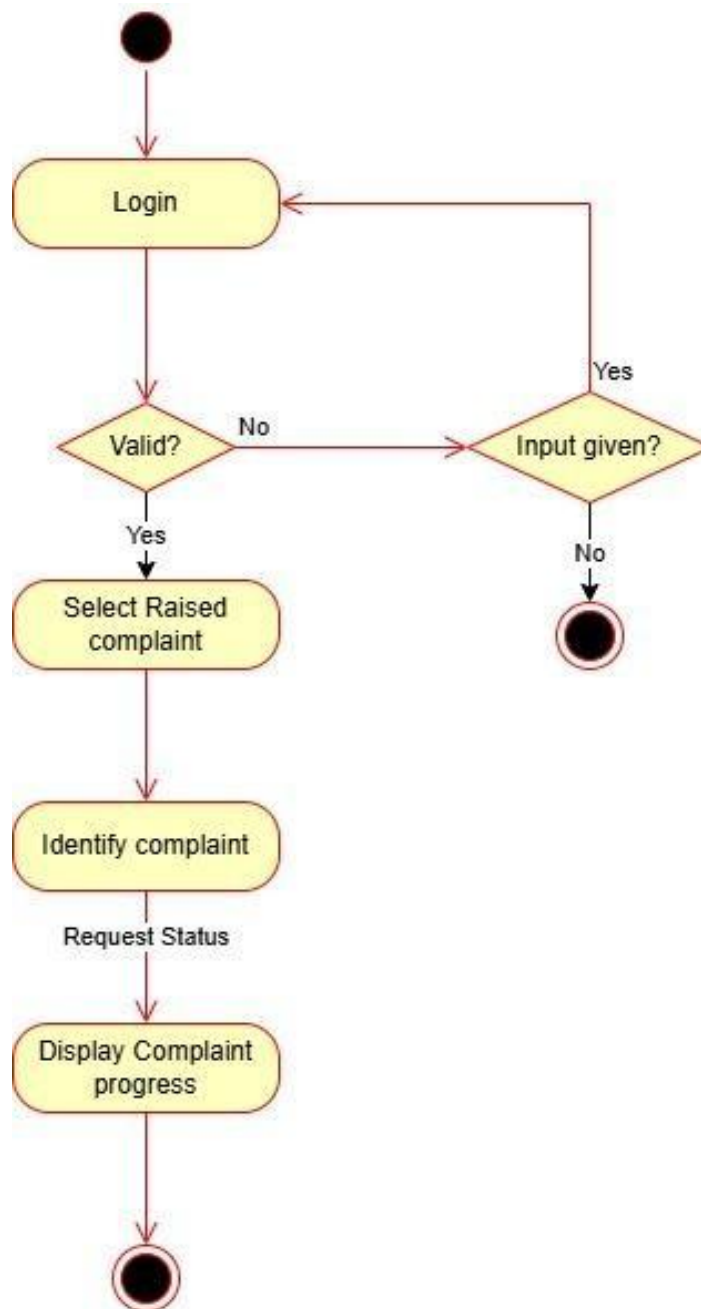 Login
Yes
Valid?
No
Input given?
Yes
No
Select Raised
complaint
Identify complaint
Request Status
Display Complaint
progress